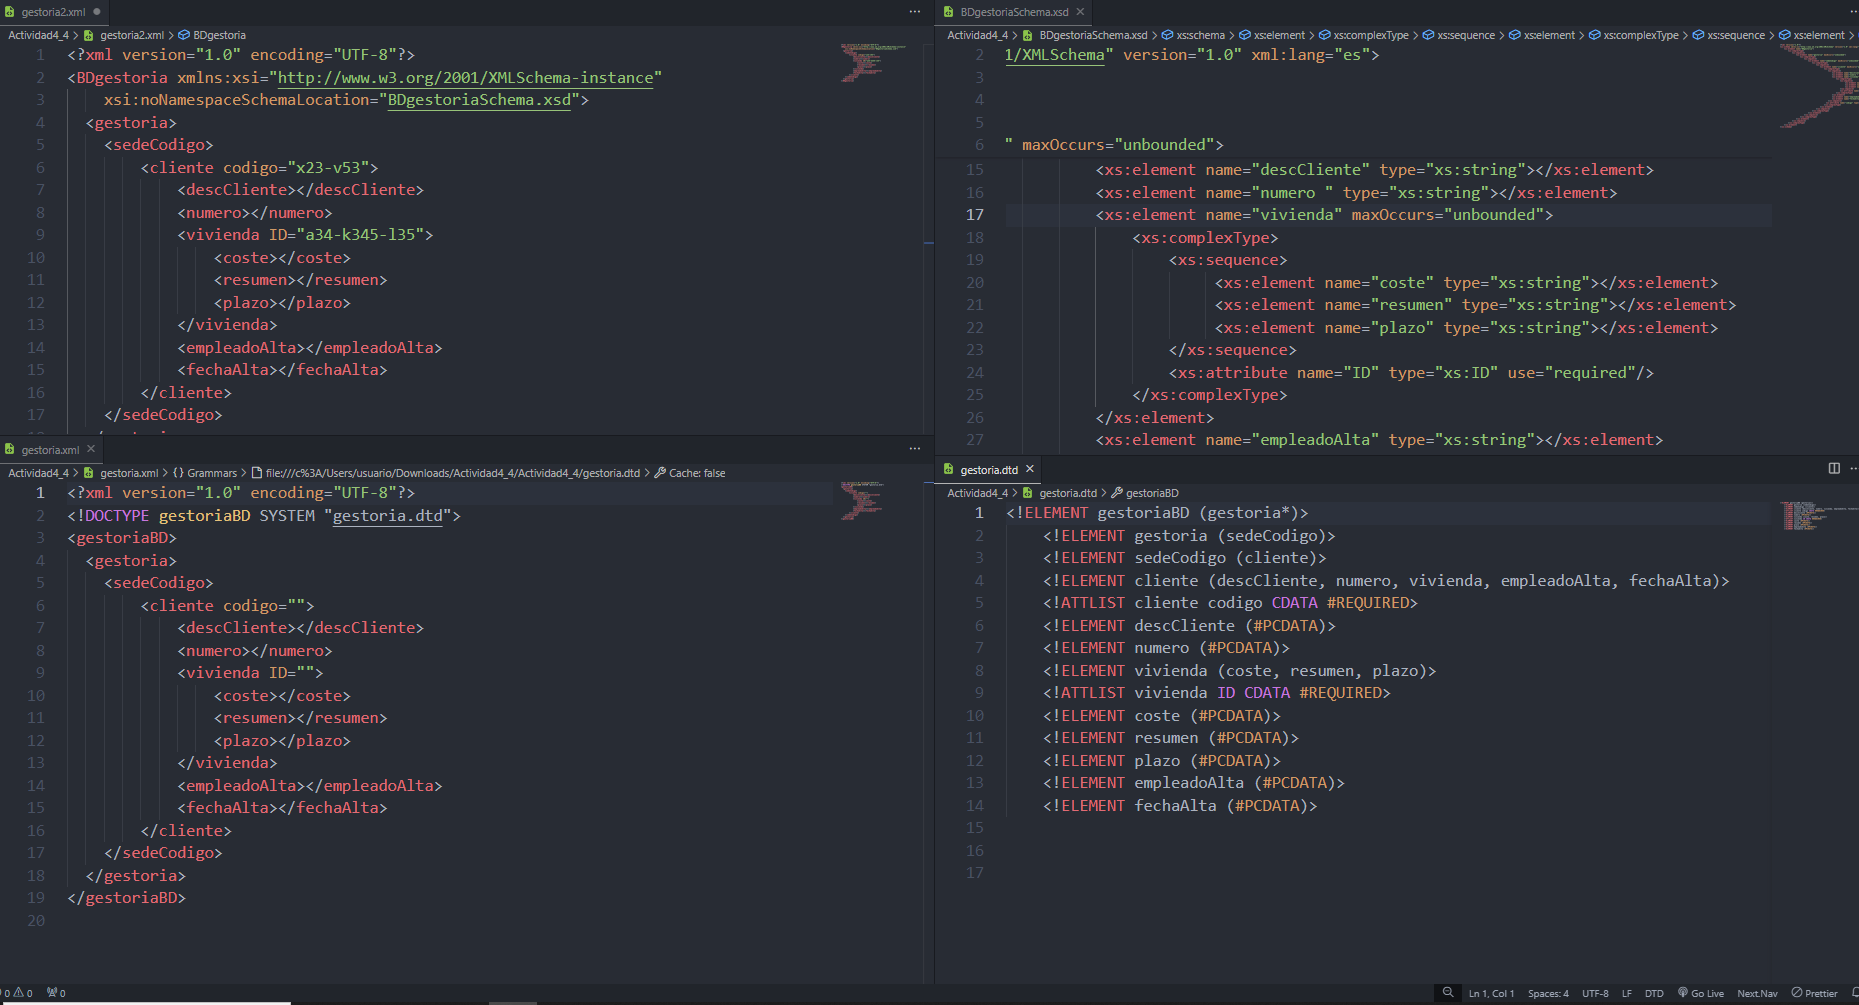 gestoria2.xml
Actividad4_4 > gestoria2.xml > BDgestoria
1 <?xml version="1.0" encoding="UTF-8"?>
2 <BDgestoria xmlns:xsi="http://www.w3.org/2001/XMLSchema-instance"
3 xsi:noNamespaceSchemaLocation="BDgestoriaSchema.xsd">
4 <gestoria>
5 <sedeCodigo>
6 <cliente codigo="x23-v53">
7 <descCliente></descCliente>
8 <numero></numero>
9 <vivienda ID="a34-k345-l35">
10 <coste></coste>
11 <resumen></resumen>
12 <plazo></plazo>
13 </vivienda>
14 <empleadoAlta></empleadoAlta>
15 <fechaAlta></fechaAlta>
16 </cliente>
17 </sedeCodigo>
BDgestoriaSchema.xsd
Actividad4_4 > BDgestoriaSchema.xsd > xs:schema > xs:element > xs:complexType > xs:sequence > xs:element > xs:complexType > xs:sequence > xs:element >
2 1/XMLSchema" version="1.0" xml:lang="es">
3
4
5
6 " maxOccurs="unbounded">
15 <xs:element name="descCliente" type="xs:string"></xs:element>
16 <xs:element name="numero " type="xs:string"></xs:element>
17 <xs:element name="vivienda" maxOccurs="unbounded">
18 <xs:complexType>
19 <xs:sequence>
20 <xs:element name="coste" type="xs:string"></xs:element>
21 <xs:element name="resumen" type="xs:string"></xs:element>
22 <xs:element name="plazo" type="xs:string"></xs:element>
23 </xs:sequence>
24 <xs:attribute name="ID" type="xs:ID" use="required"/>
25 </xs:complexType>
26 </xs:element>
27 <xs:element name="empleadoAlta" type="xs:string"></xs:element>
gestoria.xml
Actividad4_4 > gestoria.xml > {} Grammars > file:///c%3A/Users/usuario/Downloads/Actividad4_4/Actividad4_4/gestoria.dtd > Cache: false
1 <?xml version="1.0" encoding="UTF-8"?>
2 <!DOCTYPE gestoriaBD SYSTEM "gestoria.dtd">
3 <gestoriaBD>
4 <gestoria>
5 <sedeCodigo>
6 <cliente codigo="">
7 <descCliente></descCliente>
8 <numero></numero>
9 <vivienda ID="">
10 <coste></coste>
11 <resumen></resumen>
12 <plazo></plazo>
13 </vivienda>
14 <empleadoAlta></empleadoAlta>
15 <fechaAlta></fechaAlta>
16 </cliente>
17 </sedeCodigo>
18 </gestoria>
19 </gestoriaBD>
20
gestoria.dtd
Actividad4_4 > gestoria.dtd > gestoriaBD
1 <!ELEMENT gestoriaBD (gestoria*)>
2 <!ELEMENT gestoria (sedeCodigo)>
3 <!ELEMENT sedeCodigo (cliente)>
4 <!ELEMENT cliente (descCliente, numero, vivienda, empleadoAlta, fechaAlta)>
5 <!ATTLIST cliente codigo CDATA #REQUIRED>
6 <!ELEMENT descCliente (#PCDATA)>
7 <!ELEMENT numero (#PCDATA)>
8 <!ELEMENT vivienda (coste, resumen, plazo)>
9 <!ATTLIST vivienda ID CDATA #REQUIRED>
10 <!ELEMENT coste (#PCDATA)>
11 <!ELEMENT resumen (#PCDATA)>
12 <!ELEMENT plazo (#PCDATA)>
13 <!ELEMENT empleadoAlta (#PCDATA)>
14 <!ELEMENT fechaAlta (#PCDATA)>
15
16
17
0 0 0 Ln 1, Col 1 Spaces: 4 UTF-8 LF DTD Go Live Next.Nav Prettier